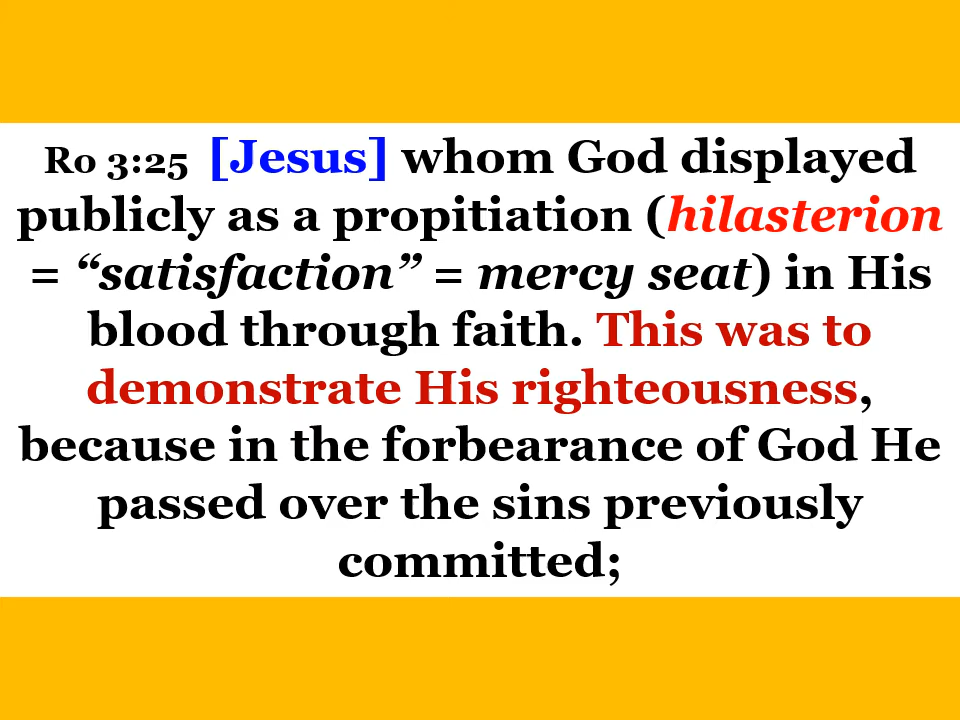 Ro 3:25 [Jesus] whom God displayed
publicly as a propitiation (hilasterion
= “satisfaction” = mercy seat) in His
blood through faith. This was to
demonstrate His righteousness,
because in the forbearance of God He
passed over the sins previously
committed;